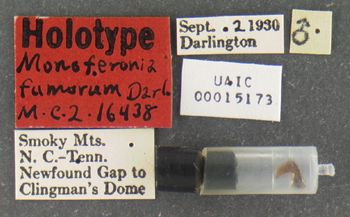 Holotype
Monoferonia
fumorum Darl.
M.C.Z. 16438
Sept. .2 1930
Darlington
♂.
UAIC
00015173
Smoky Mts.
N. C.-Tenn.
Newfound Gap to
Clingman's Dome